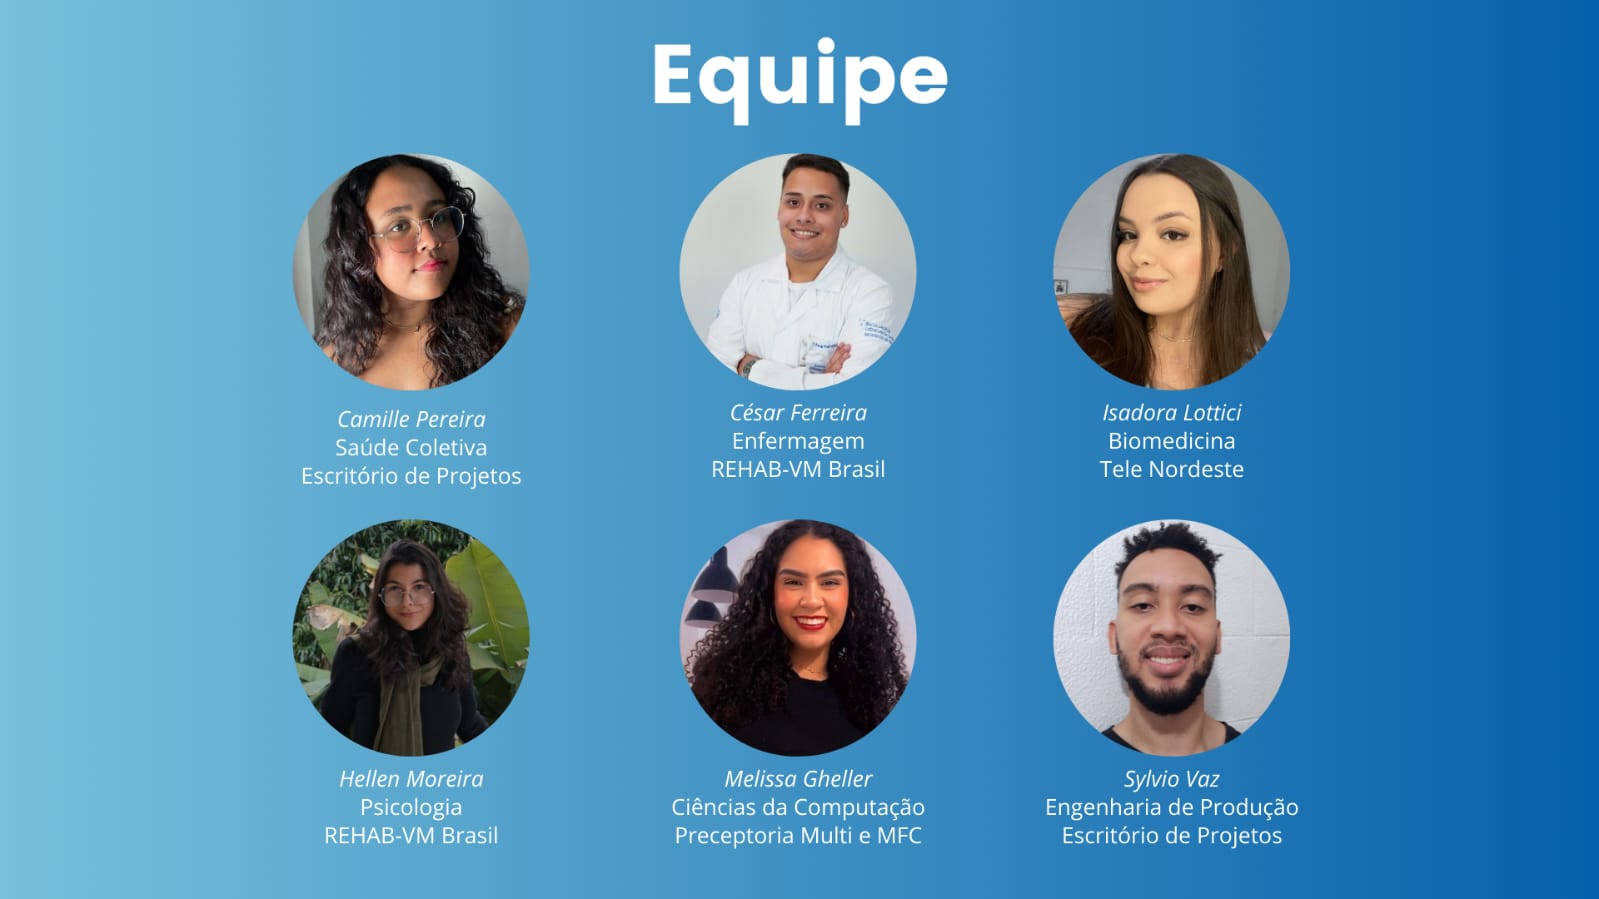 Equipe
Camille Pereira
Saúde Coletiva
Escritório de Projetos
César Ferreira
Enfermagem
REHAB-VM Brasil
Isadora Lottici
Biomedicina
Tele Nordeste
Hellen Moreira
Psicologia
REHAB-VM Brasil
Melissa Gheller
Ciências da Computação
Preceptoria Multi e MFC
Sylvio Vaz
Engenharia de Produção
Escritório de Projetos